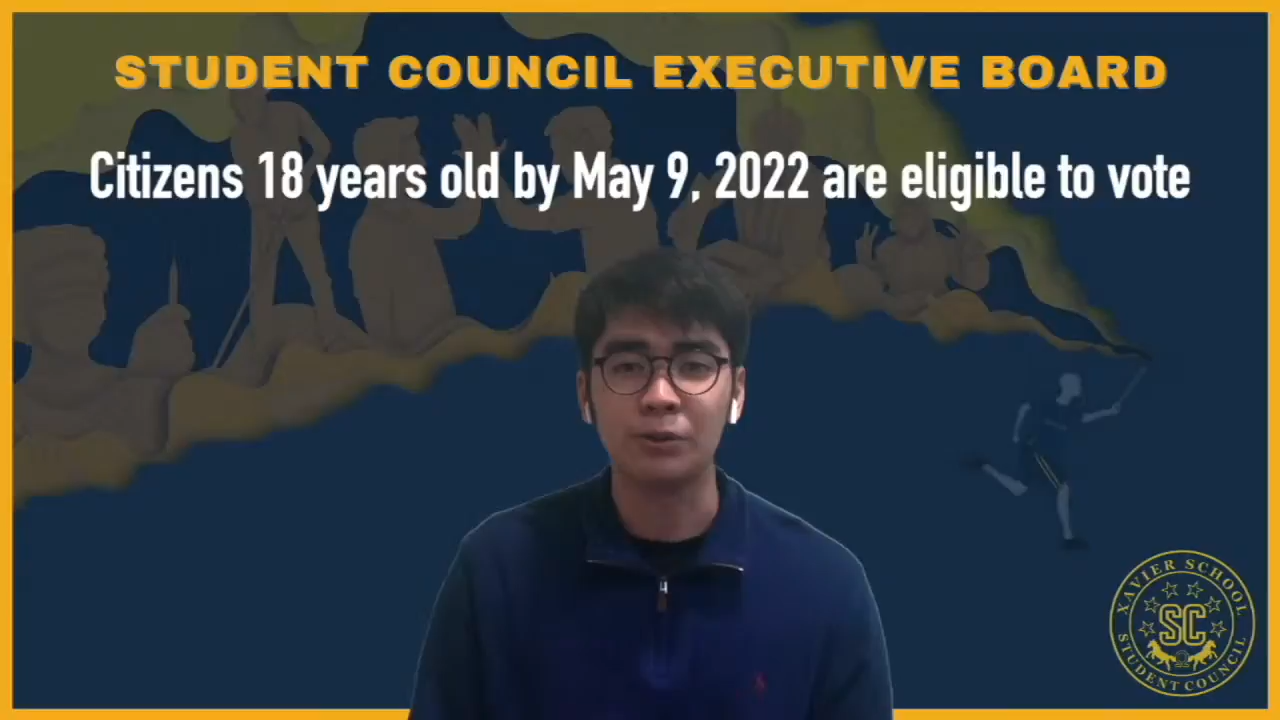 STUDENT COUNCIL EXECUTIVE BOARD
Citizens 18 years old by May 9, 2022 are eligible to vote
XAVIER SCHOOL
SC
STUDENT COUNCIL